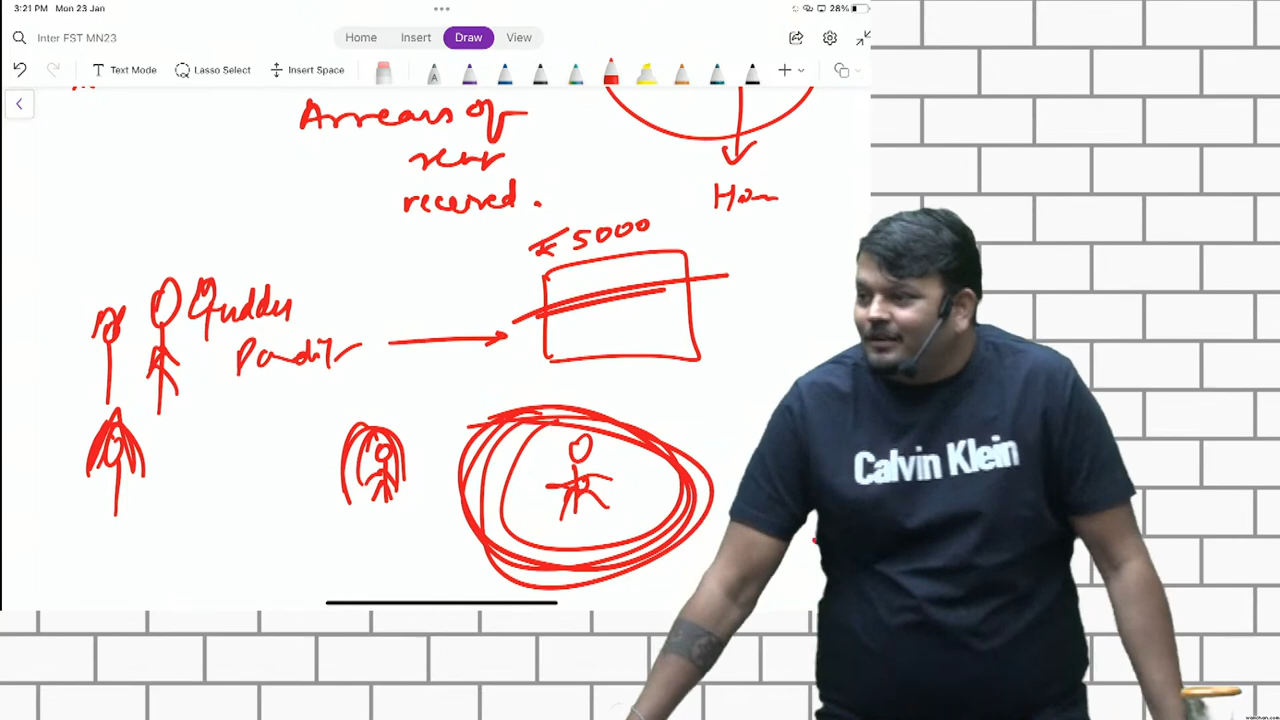 3:21 PM Mon 23 Jan
28%
Inter FST MN23
Home Insert Draw View
Text Mode Lasso Select Insert Space
A
Arrears of
rent
received.
₹5000
Guddu
Pandit
Calvin Klein